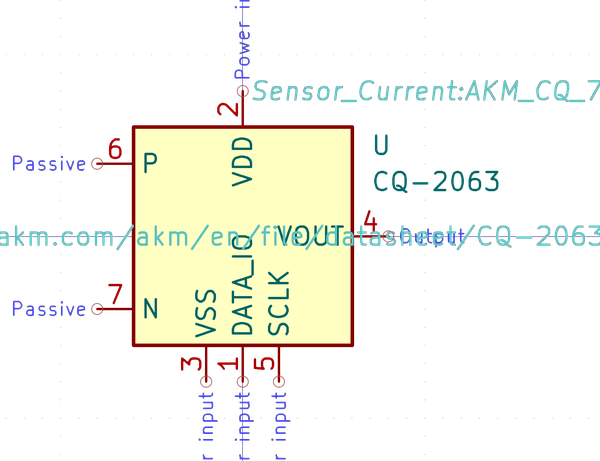 Power in
2
Sensor_Current:AKM_CQ_7
VDD
U
CQ-2063
Passive
6
P
4
VOUT
Output
akm.com/akm/en/file/datasheet/CQ-2063
Passive
7
N
VSS
DATA_IO
SCLK
3
1
5
r input
r input
r input